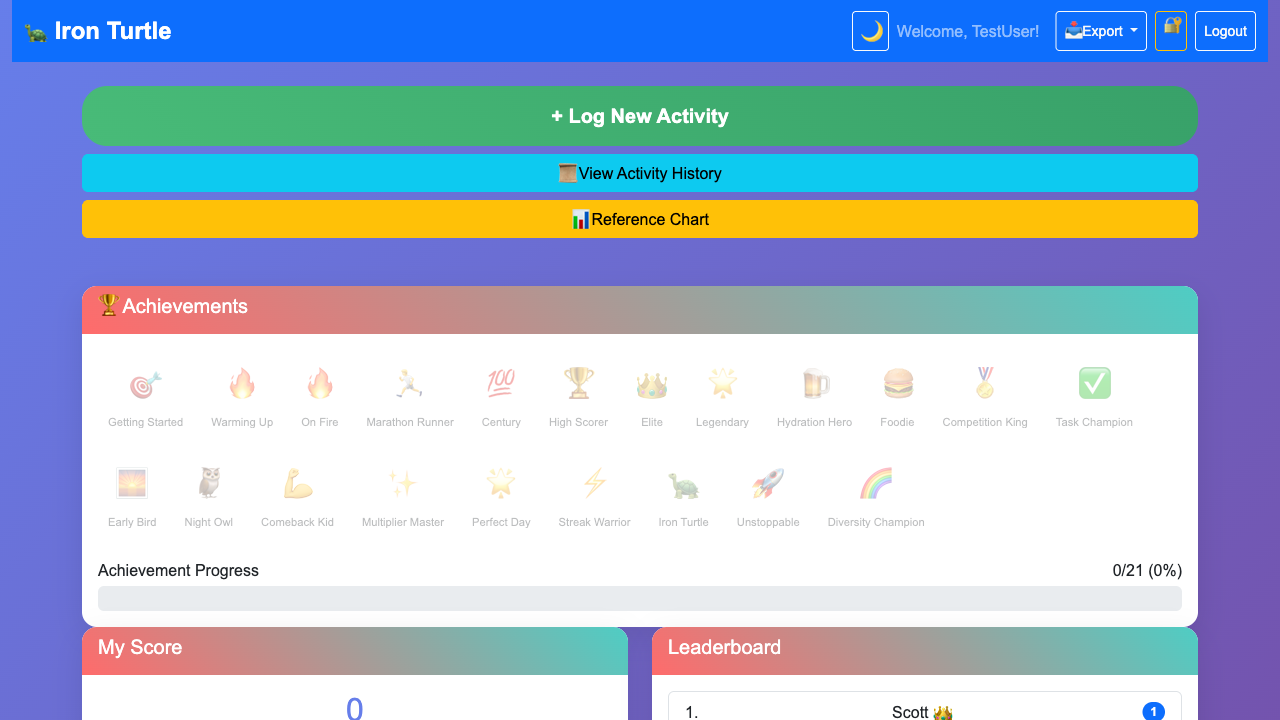 Iron Turtle
Welcome, TestUser!
Export
Logout
+ Log New Activity
View Activity History
Reference Chart
Achievements
100
Getting Started
Warming Up
On Fire
Marathon Runner
Century
High Scorer
Elite
Legendary
Hydration Hero
Foodie
Competition King
Task Champion
Early Bird
Night Owl
Comeback Kid
Multiplier Master
Perfect Day
Streak Warrior
Iron Turtle
Unstoppable
Diversity Champion
Achievement Progress
0/21 (0%)
My Score
0
Leaderboard
1.
Scott
1